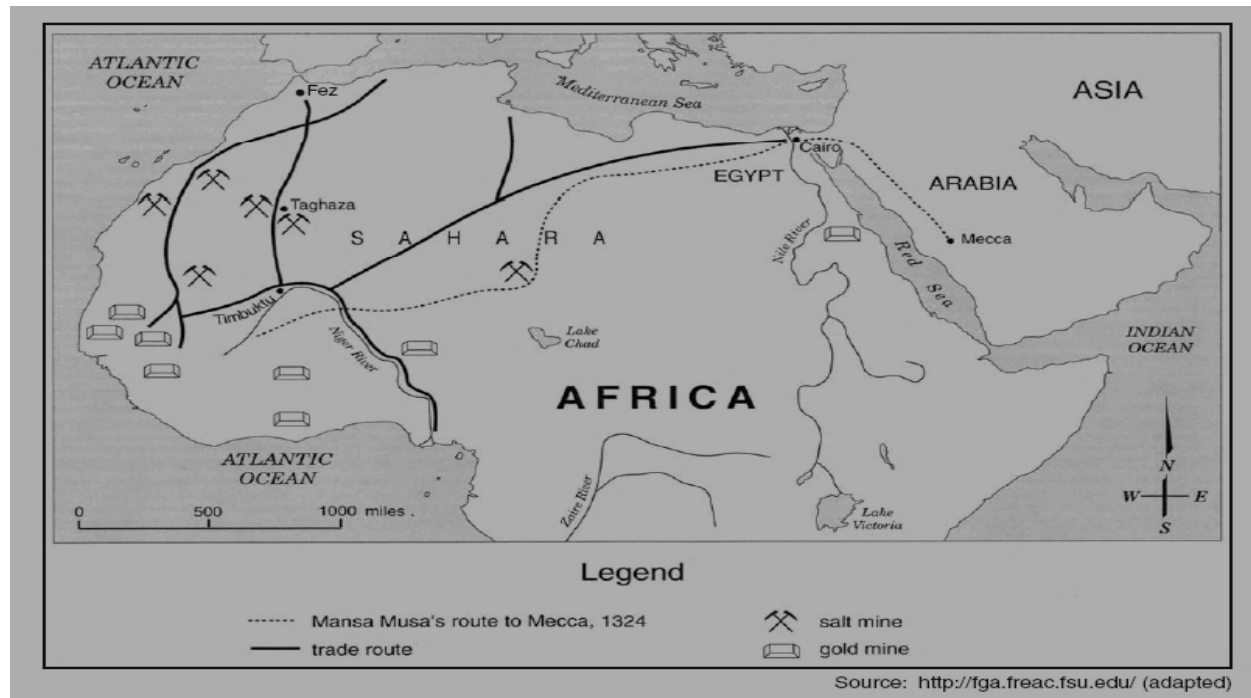 ATLANTIC
OCEAN
Fez
Mediterranean Sea
ASIA
Cairo
EGYPT
ARABIA
Taghaza
SAHARA
Nile River
Mecca
Red
Sea
Timbuktu
Niger River
Lake
Chad
INDIAN
OCEAN
AFRICA
ATLANTIC
OCEAN
N
W E
S
Zaire River
Lake
Victoria
0 500 1000 miles .
Legend
Mansa Musa's route to Mecca, 1324
salt mine
trade route
gold mine
Source: http://fga.freac.fsu.edu/ (adapted)